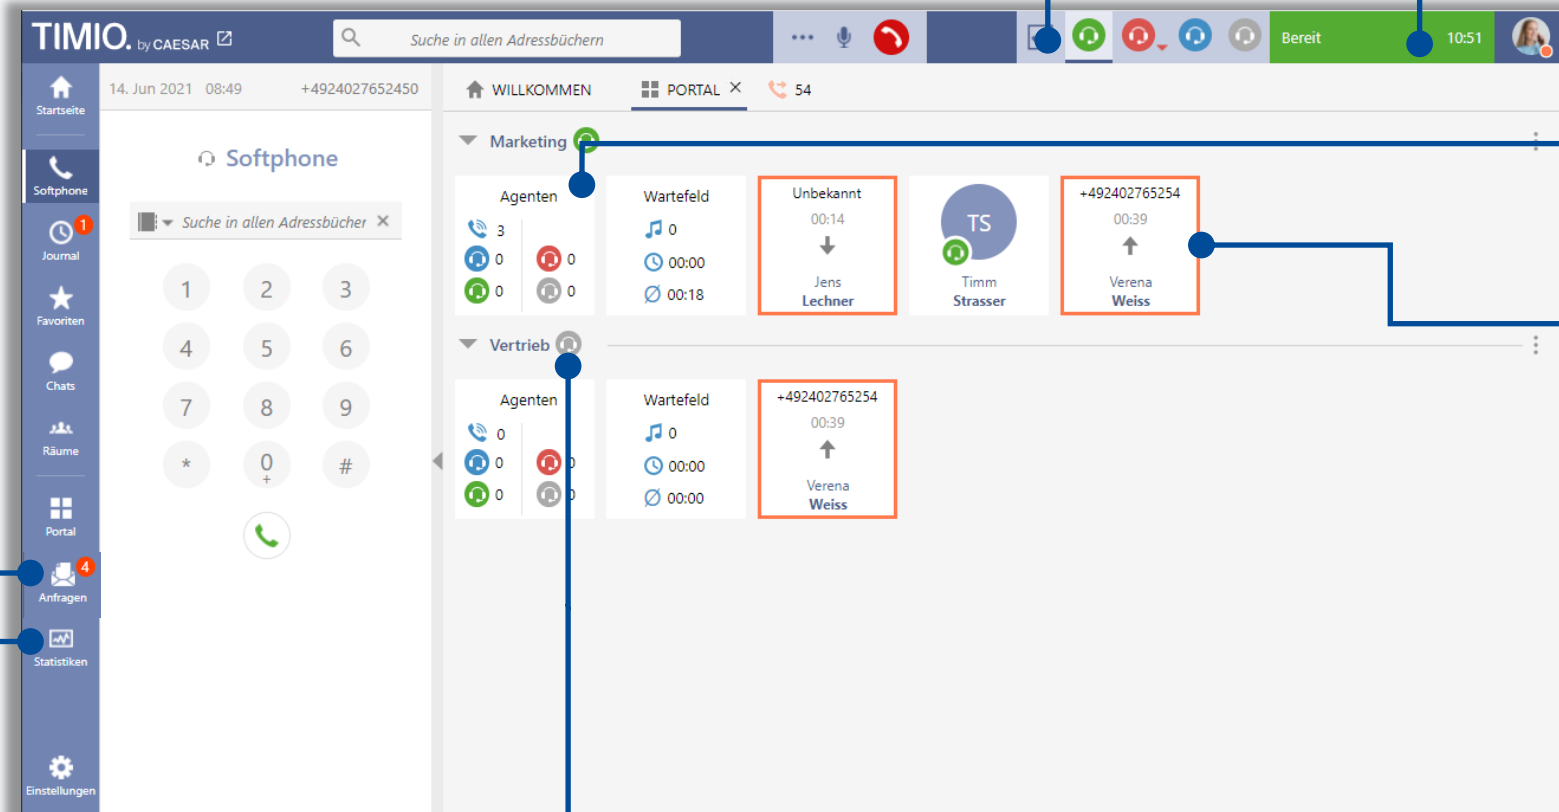 TIMIO. by CAESAR
Suche in allen Adressbüchern
Bereit 10:51
Startseite
Softphone
Journal
1
Favoriten
Chats
Räume
Portal
Anfragen
4
Statistiken
Einstellungen
14. Jun 2021 08:49 +4924027652450
Softphone
Suche in allen Adressbücher
1 2 3
4 5 6
7 8 9
* 0 #
+
WILLKOMMEN PORTAL 54
Marketing
Agenten
3
0 0
0 0
Wartefeld
0
00:00
00:18
Unbekannt
00:14
Jens
Lechner
TS
Timm
Strasser
+492402765254
00:39
Verena
Weiss
Vertrieb
Agenten
0
0 0
0 0
Wartefeld
0
00:00
00:00
+492402765254
00:39
Verena
Weiss